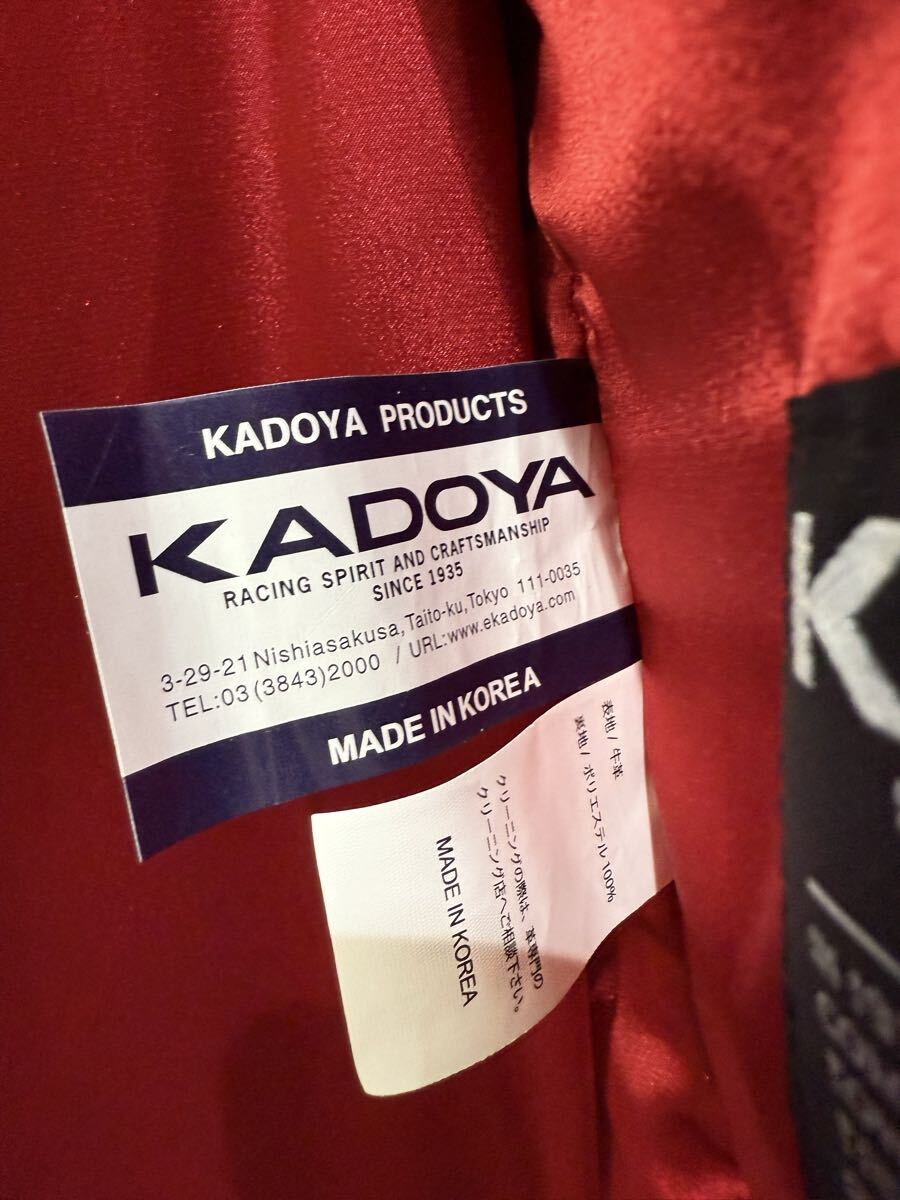 KADOYA PRODUCTS
KADOYA
RACING SPIRIT AND CRAFTSMANSHIP
SINCE 1935
3-29-21 Nishiasakusa,Taito-ku,Tokyo 111-0035
TEL:03(3843)2000 / URL:www.ekadoya.com
MADE IN KOREA
表地/ 牛革
裏地/ ポリエステル100%
クリーニングの際は、革専門の
クリーニング店へご相談下さい。
MADE IN KOREA
K